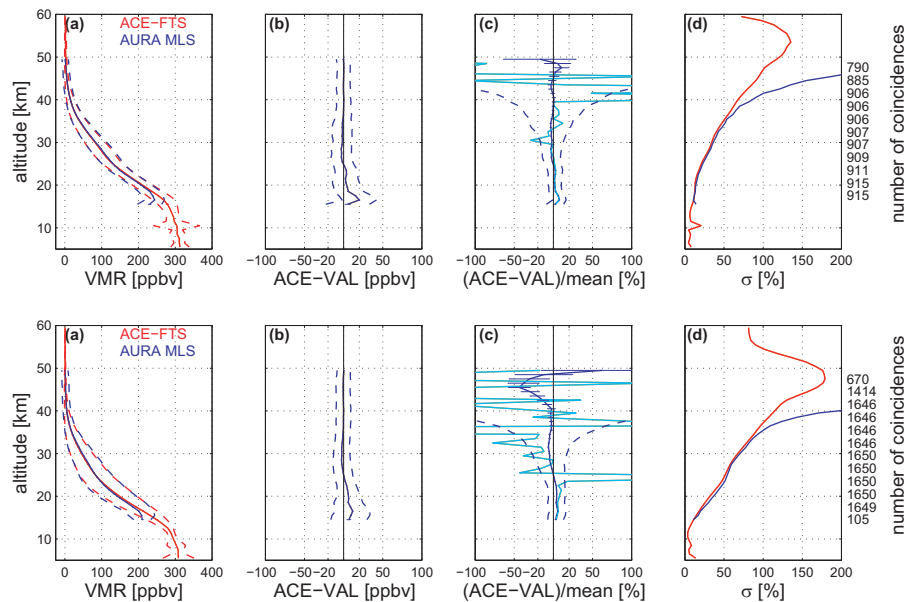 (a) ACE−FTS (b) (c) (d)
AURA MLS
60
50
40
30
20
10
altitude [km]
0 100 200 300 400
VMR [ppbv]
−100 −50 −20 20 50 100
ACE−VAL [ppbv]
−100 −50 −20 20 50 100
(ACE−VAL)/mean [%]
0 50 100 150 200
σ [%]
790
885
906
906
906
907
907
909
911
915
915
number of coincidences
(a) ACE−FTS (b) (c) (d)
AURA MLS
60
50
40
30
20
10
altitude [km]
0 100 200 300 400
VMR [ppbv]
−100 −50 −20 20 50 100
ACE−VAL [ppbv]
−100 −50 −20 20 50 100
(ACE−VAL)/mean [%]
0 50 100 150 200
σ [%]
670
1414
1646
1646
1646
1646
1650
1650
1650
1650
1649
105
number of coincidences